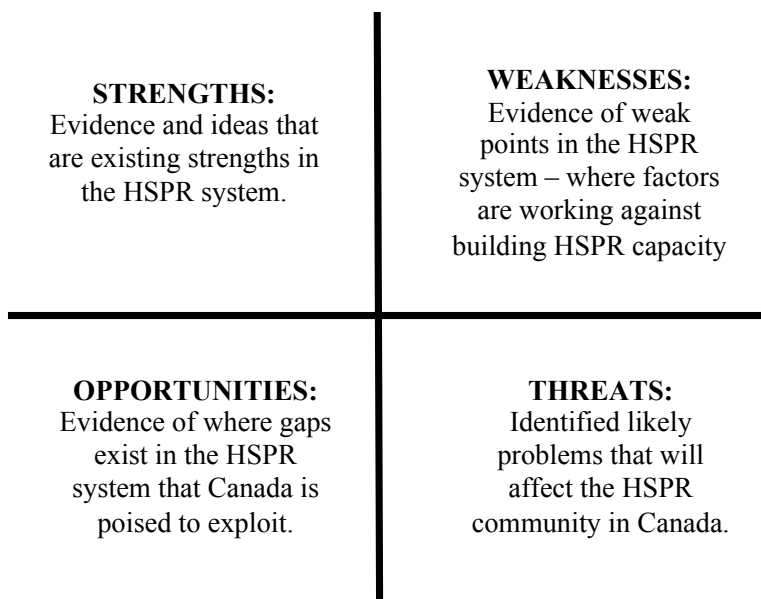 STRENGTHS:
Evidence and ideas that
are existing strengths in
the HSPR system.
WEAKNESSES:
Evidence of weak
points in the HSPR
system – where factors
are working against
building HSPR capacity
OPPORTUNITIES:
Evidence of where gaps
exist in the HSPR
system that Canada is
poised to exploit.
THREATS:
Identified likely
problems that will
affect the HSPR
community in Canada.